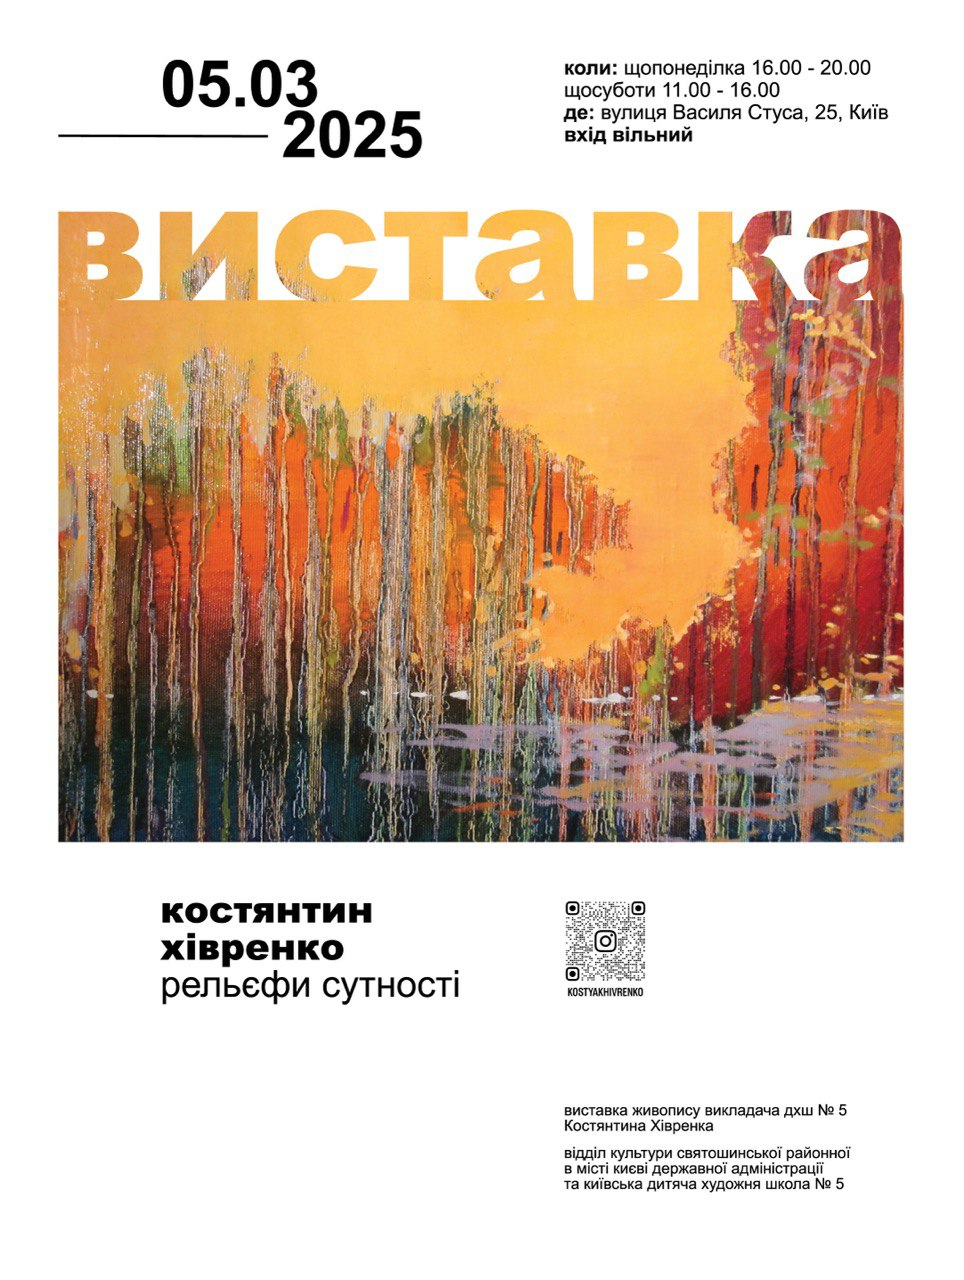 05.03
2025
коли: щопонеділка 16.00 - 20.00
щосуботи 11.00 - 16.00
де: вулиця Василя Стуса, 25, Київ
вхід вільний
виставка
костянтин
хівренко
рельєфи сутності
KOSTYAKHIVRENKO
виставка живопису викладача дхш № 5
Костянтина Хівренка
відділ культури святошинської районної
в місті києві державної адміністрації
та київська дитяча художня школа № 5